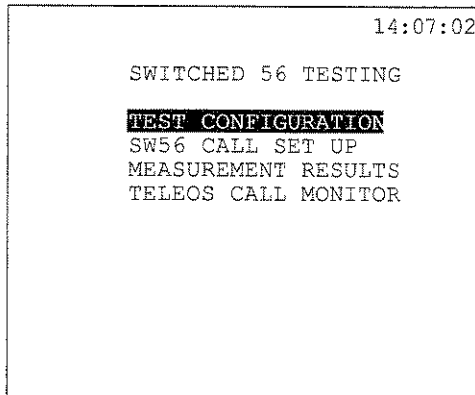 14:07:02
SWITCHED 56 TESTING
TEST CONFIGURATION
SW56 CALL SET UP
MEASUREMENT RESULTS
TELEOS CALL MONITOR